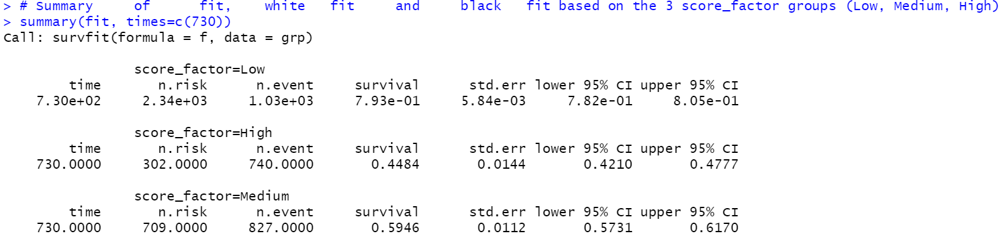 > # Summary of fit, white fit and black fit based on the 3 score_factor groups (Low, Medium, High)
> summary(fit, times=c(730))
Call: survfit(formula = f, data = grp)
score_factor=Low
time n.risk n.event survival std.err lower 95% CI upper 95% CI
7.30e+02 2.34e+03 1.03e+03 7.93e-01 5.84e-03 7.82e-01 8.05e-01
score_factor=High
time n.risk n.event survival std.err lower 95% CI upper 95% CI
730.0000 302.0000 740.0000 0.4484 0.0144 0.4210 0.4777
score_factor=Medium
time n.risk n.event survival std.err lower 95% CI upper 95% CI
730.0000 709.0000 827.0000 0.5946 0.0112 0.5731 0.6170